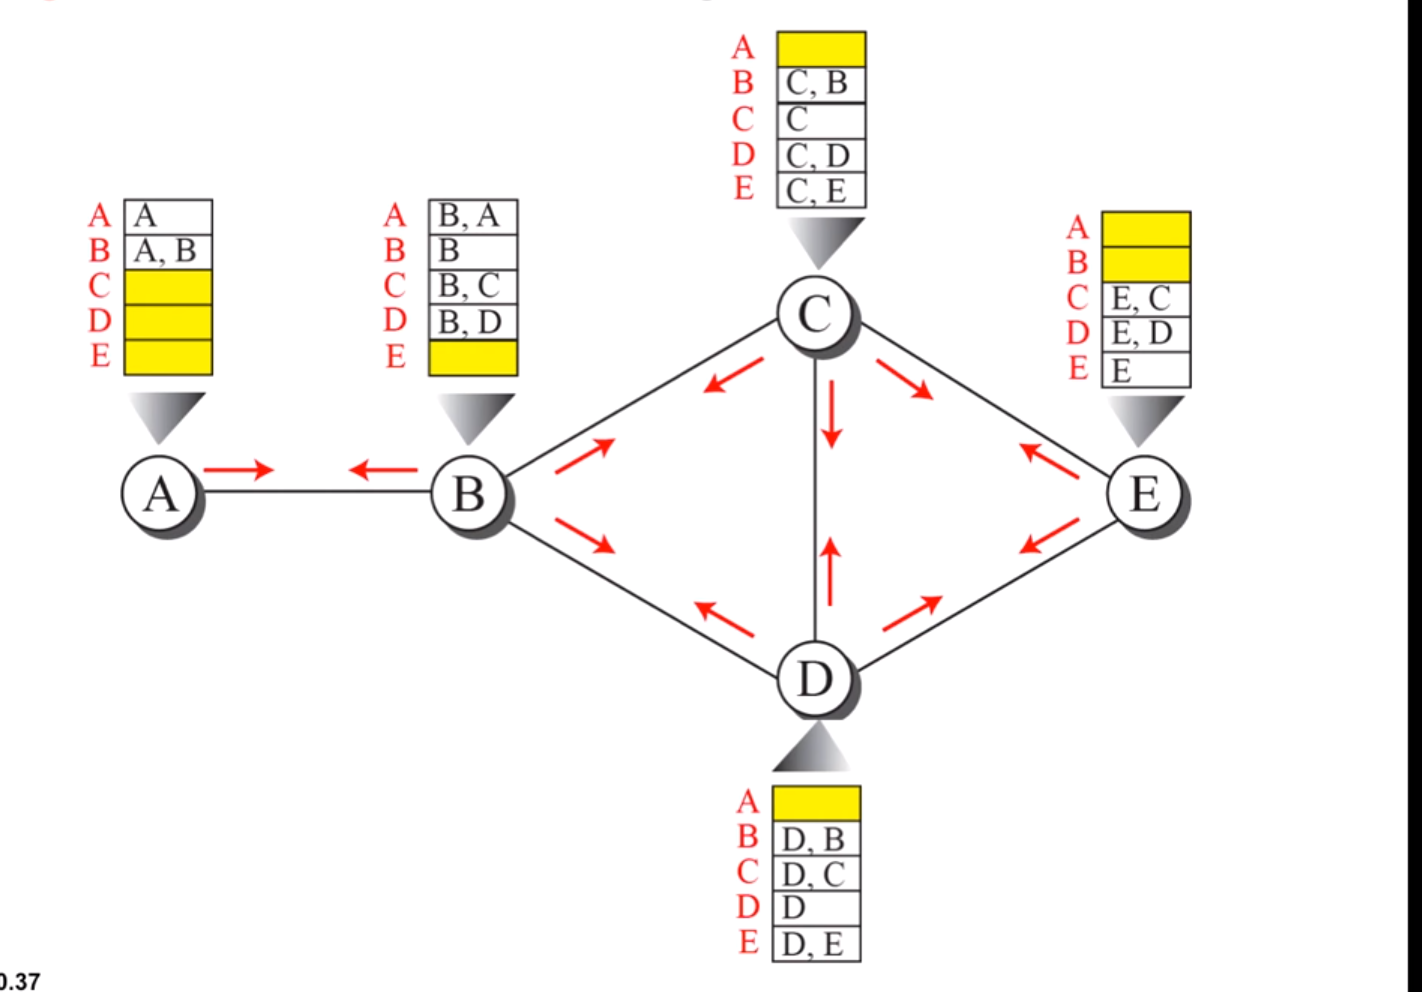 A
B C, B
C C
D C, D
E C, E
A A
B A, B
C
D
E
A B, A
B B
C B, C
D B, D
E
A
B
C E, C
D E, D
E E
C
A
B
E
D
A
B D, B
C D, C
D D
E D, E
0.37